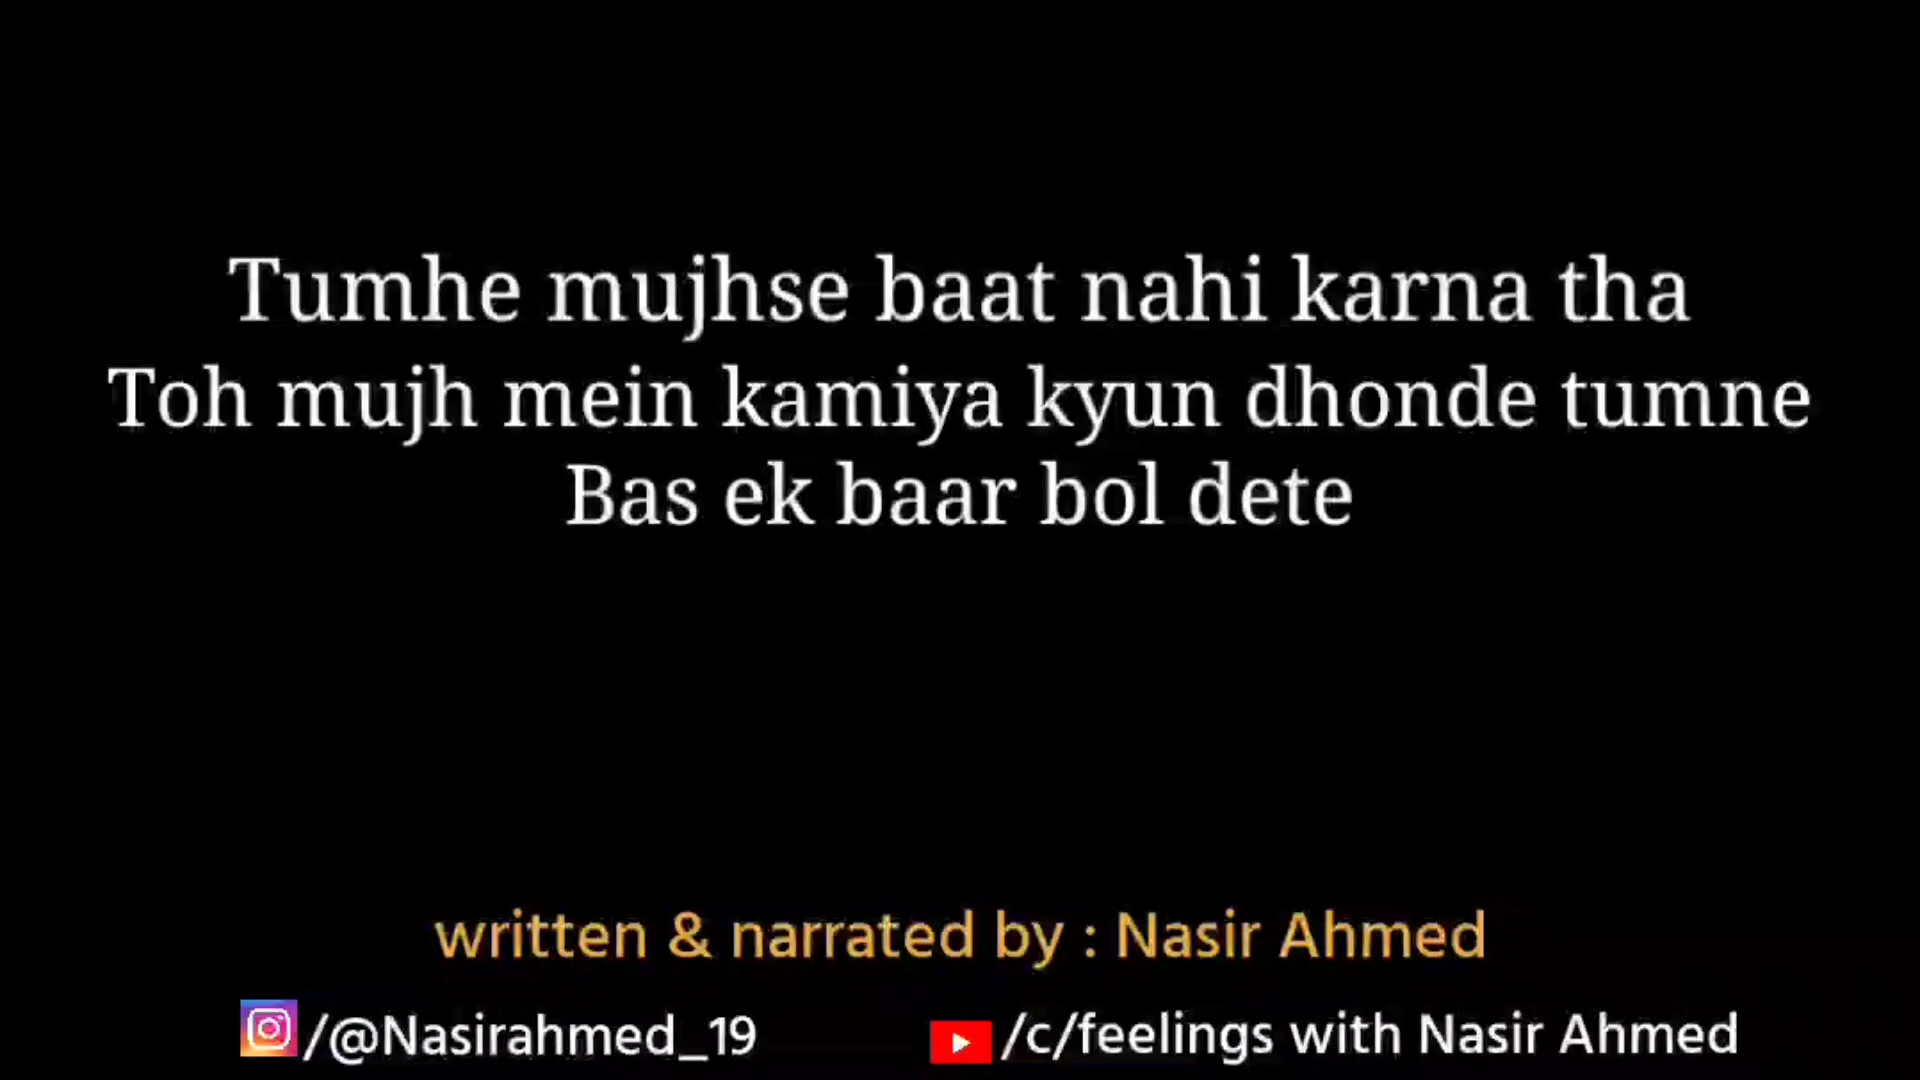 Tumhe mujhse baat nahi karna tha
Toh mujh mein kamiya kyun dhonde tumne
Bas ek baar bol dete
written & narrated by : Nasir Ahmed
/@Nasirahmed_19
/c/feelings with Nasir Ahmed